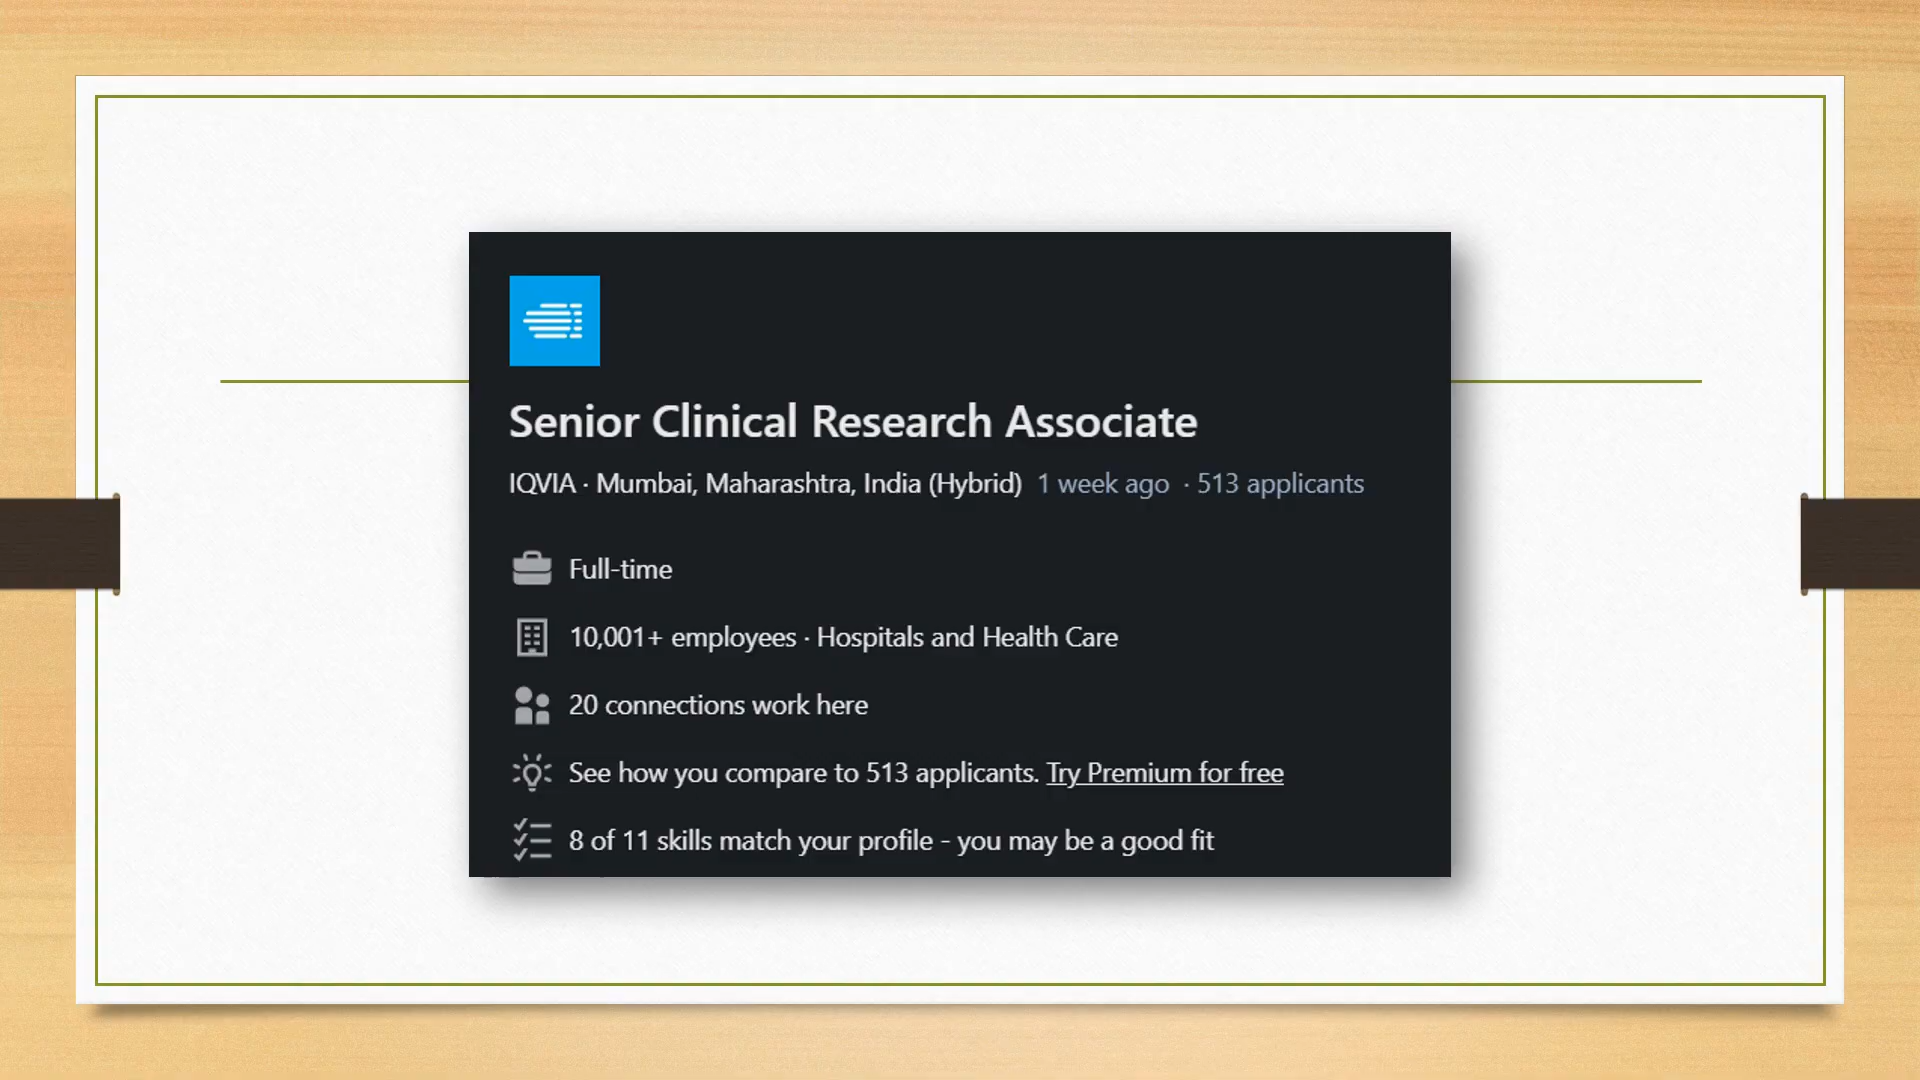 Senior Clinical Research Associate
IQVIA · Mumbai, Maharashtra, India (Hybrid) 1 week ago · 513 applicants
Full-time
10,001+ employees · Hospitals and Health Care
20 connections work here
See how you compare to 513 applicants. Try Premium for free
8 of 11 skills match your profile - you may be a good fit